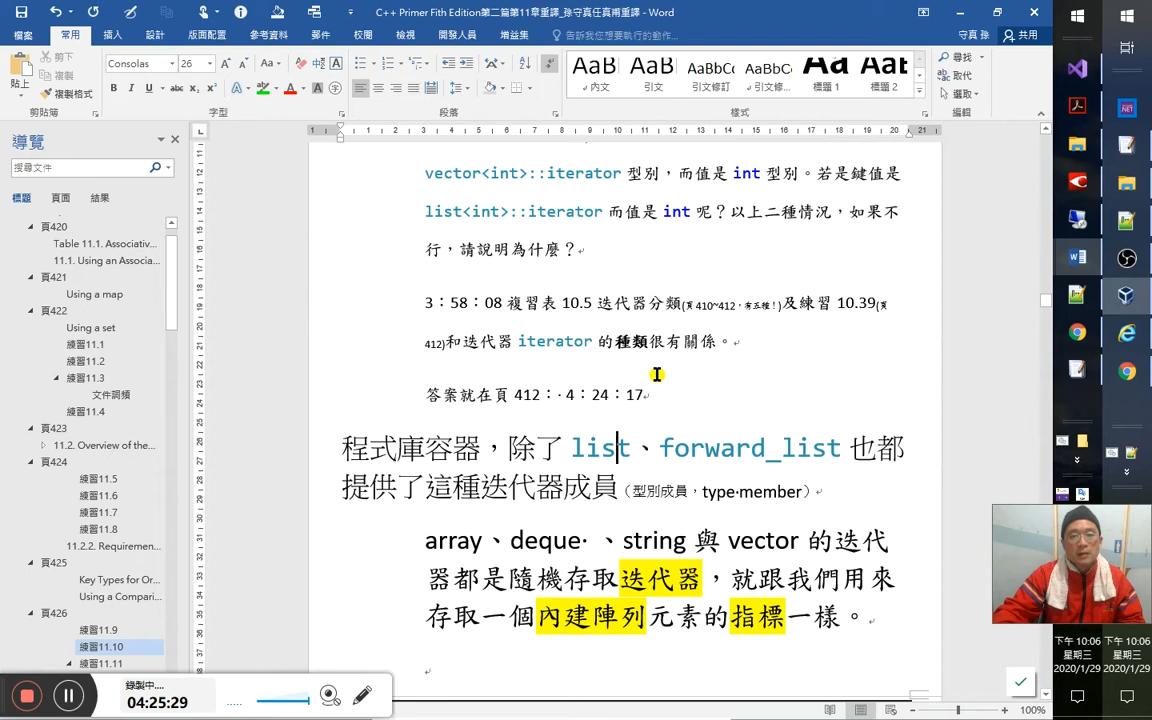 C++ Primer Fith Edition第二篇第11章重譯_孫守真任真甫重譯 - Word
檔案 常用 插入 設計 版面配置 參考資料 郵件 校閱 檢視 開發人員 增益集 告訴我您想要執行的動作... 守真 孫 共用
貼上 剪下 複製 複製格式
Consolas 26
AaB AaB AaBbC AaBbC AaB AaB
內文 引文 引文修訂 引文修... 標題 1 標題 2
尋找 取代 選取
剪貼簿 字型 段落 樣式 編輯
導覽
搜尋文件
標題 頁面 結果
頁420
Table 11.1. Associativ...
11.1. Using an Associa...
頁421
Using a map
頁422
Using a set
練習11.1
練習11.2
練習11.3
文件調頻
練習11.4
頁423
11.2. Overview of the...
頁424
練習11.5
練習11.6
練習11.7
練習11.8
11.2.2. Requiremen...
頁425
Key Types for Or...
Using a Compari...
頁426
練習11.9
練習11.10
練習11.11
vector<int>::iterator 型別，而值是 int 型別。若是鍵值是
list<int>::iterator 而值是 int 呢？以上二種情況，如果不
行，請說明為什麼？
3：58：08 複習表 10.5 迭代器分類(頁 410~412，有五種！)及練習 10.39(頁
412)和迭代器 iterator 的種類很有關係。
答案就在頁 412：· 4：24：17
程式庫容器，除了 list、forward_list 也都
提供了這種迭代器成員（型別成員，type·member）
array、deque· 、string 與 vector 的迭代
器都是隨機存取迭代器，就跟我們用來
存取一個內建陣列元素的指標一樣。
錄製中....
04:25:29
100%
下午 10:06 下午 10:06
星期三 星期三
2020/1/29 2020/1/29